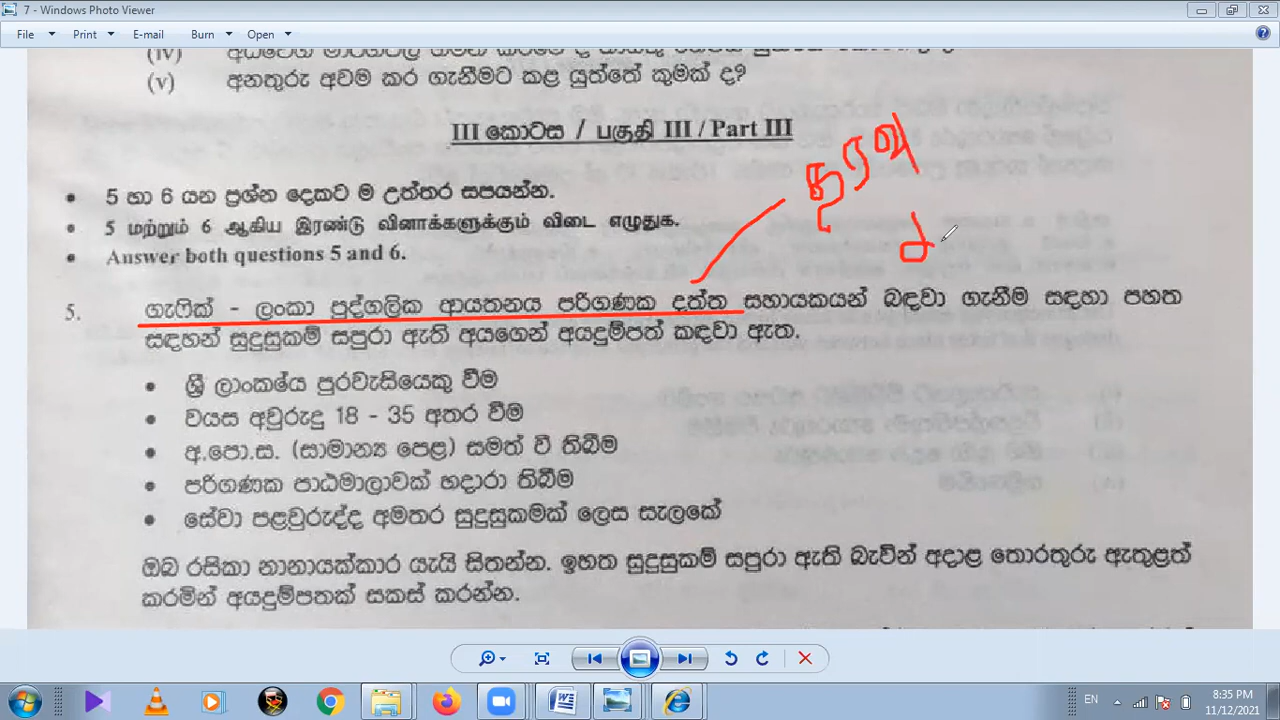 7 - Windows Photo Viewer
File Print E-mail Burn Open
(v) අනතුරු අවම කර ගැනීමට කළ යුත්තේ කුමක් ද?
III කොටස / பகுதி III / Part III
• 5 හා 6 යන ප්‍රශ්න දෙකට ම උත්තර සපයන්න.
• 5 மற்றும் 6 ஆகிய இரண்டு வினாக்களுக்கும் விடை எழுதுக.
• Answer both questions 5 and 6.
தரவு
d
5. ගැෆික් - ලංකා පුද්ගලික ආයතනය පරිගණක දත්ත සහායකයන් බඳවා ගැනීම සඳහා පහත
සඳහන් සුදුසුකම් සපුරා ඇති අයගෙන් අයදුම්පත් කඳවා ඇත.
• ශ්‍රී ලාංකෂ්ය පුරවැසියෙකු වීම
• වයස අවුරුදු 18 - 35 අතර වීම
• අ.පො.ස. (සාමාන්‍ය පෙළ) සමත් වී තිබීම
• පරිගණක පාඨමාලාවක් හදාරා තිබීම
• සේවා පළවුරුද්ද අමතර සුදුසුකමක් ලෙස සැලකේ
ඔබ රසිකා නානායක්කාර යැයි සිතන්න. ඉහත සුදුසුකම් සපුරා ඇති බැවින් අදාළ තොරතුරු ඇතුළත්
කරමින් අයදුම්පතක් සකස් කරන්න.
EN
8:35 PM
11/12/2021